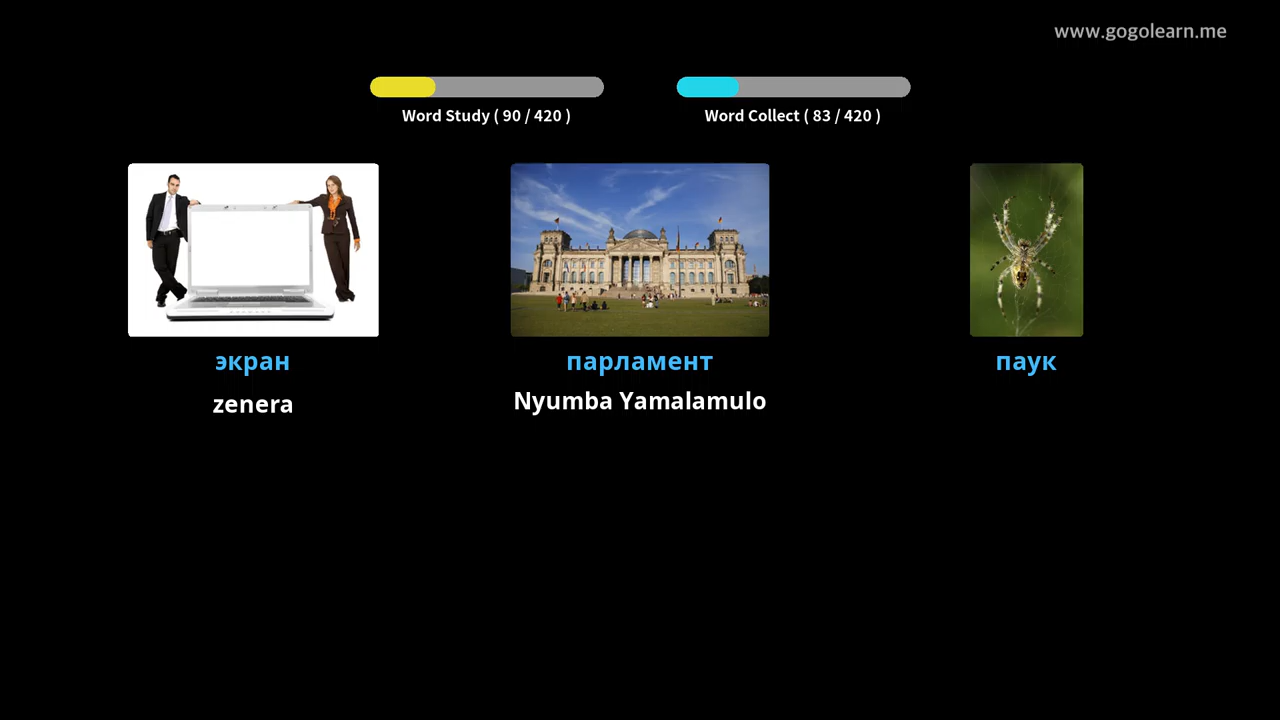 www.gogolearn.me
Word Study ( 90 / 420 )
Word Collect ( 83 / 420 )
экран
парламент
паук
zenera
Nyumba Yamalamulo